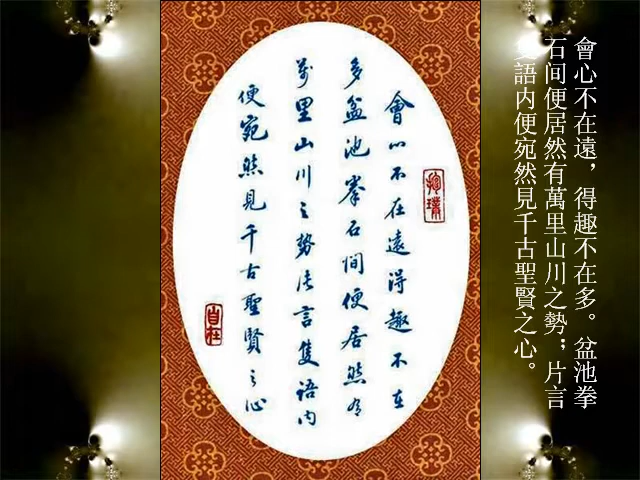 會心不在遠，得趣不在多。盆池拳
石间便居然有萬里山川之勢；片言
隻語内便宛然見千古聖賢之心。
抱璞
會心不在遠得趣不在
多盆池拳石間便居然有
萬里山川之勢片言隻語内
便宛然見千古聖賢之心
自在